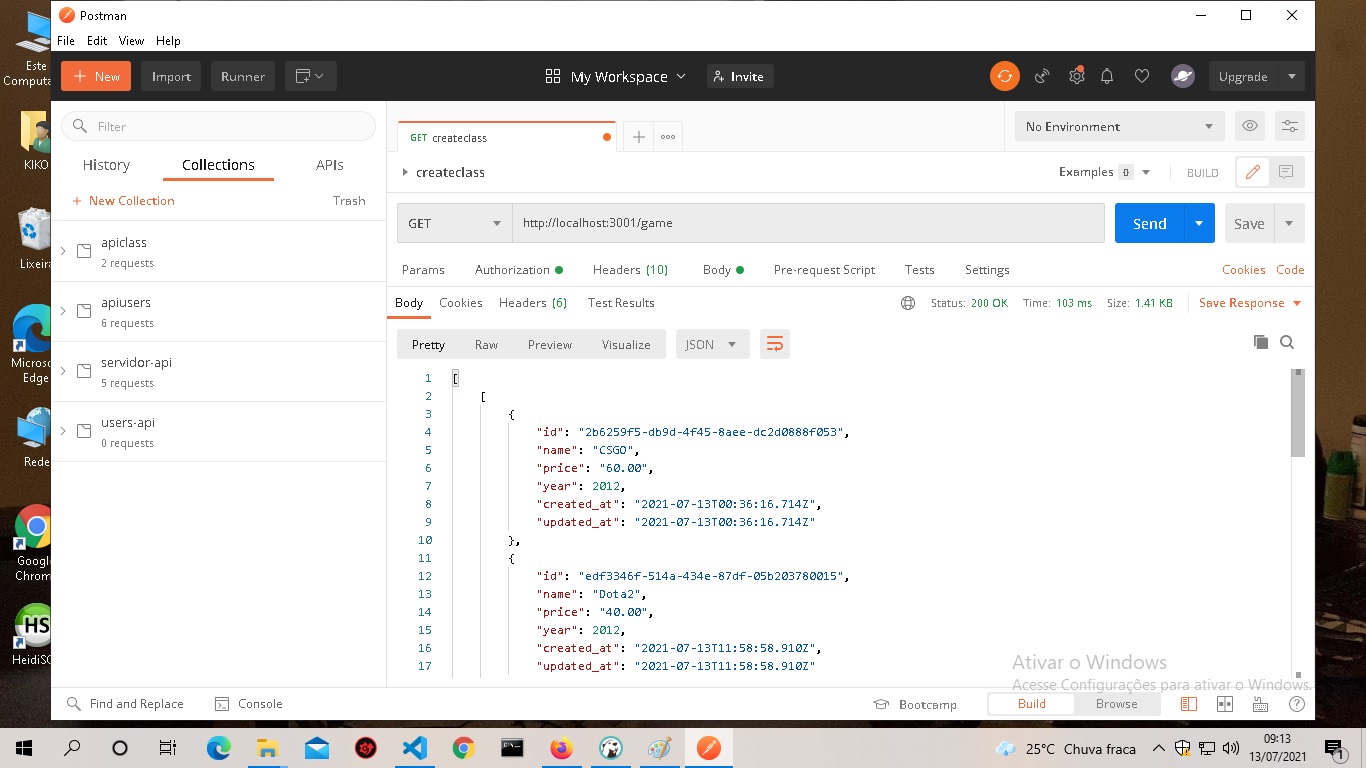 Postman
File Edit View Help
+ New Import Runner My Workspace Invite Upgrade
Este
Computa
KIKO
Lixeira
Microso
Edge
Rede
Google
Chrom
HS
HeidiSQ
Filter
History Collections APIs
+ New Collection Trash
apiclass
2 requests
apiusers
6 requests
servidor-api
5 requests
users-api
0 requests
GET createclass No Environment
createclass Examples 0 BUILD
GET http://localhost:3001/game Send Save
Params Authorization Headers (10) Body Pre-request Script Tests Settings Cookies Code
Body Cookies Headers (6) Test Results Status: 200 OK Time: 103 ms Size: 1.41 KB Save Response
Pretty Raw Preview Visualize JSON
1 [
2 [
3 {
4 "id": "2b6259f5-db9d-4f45-8aee-dc2d0888f053",
5 "name": "CSGO",
6 "price": "60.00",
7 "year": 2012,
8 "created_at": "2021-07-13T00:36:16.714Z",
9 "updated_at": "2021-07-13T00:36:16.714Z"
10 },
11 {
12 "id": "edf3346f-514a-434e-87df-05b203780015",
13 "name": "Dota2",
14 "price": "40.00",
15 "year": 2012,
16 "created_at": "2021-07-13T11:58:58.910Z",
17 "updated_at": "2021-07-13T11:58:58.910Z"
Ativar o Windows
Acesse Configurações para ativar o Windows.
Find and Replace Console Bootcamp Build Browse
25°C Chuva fraca 09:13
13/07/2021
1